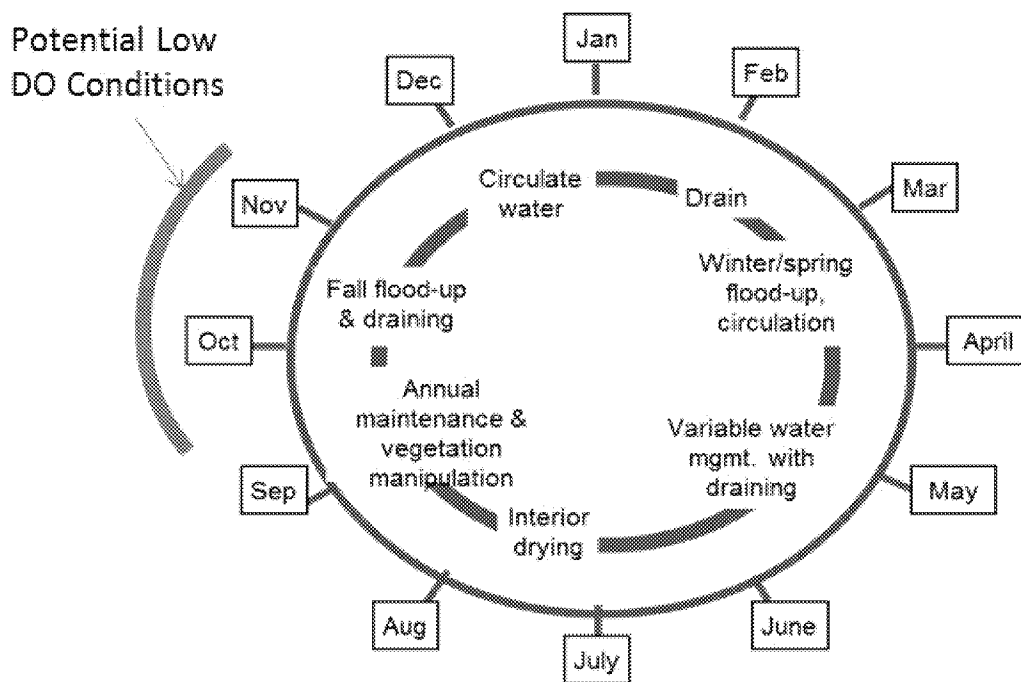 Potential Low
DO Conditions
Jan
Feb
Mar
April
May
June
July
Aug
Sep
Oct
Nov
Dec
Circulate
water
Drain
Winter/spring
flood-up,
circulation
Variable water
mgmt. with
draining
Interior
drying
Annual
maintenance &
vegetation
manipulation
Fall flood-up
& draining